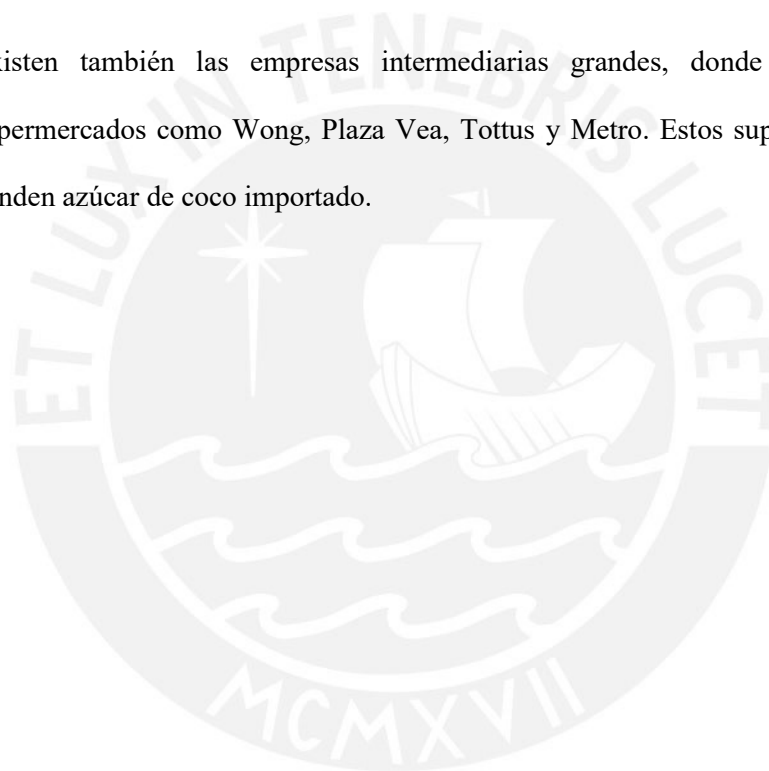 xisten también las empresas intermediarias grandes, donde
permercados como Wong, Plaza Vea, Tottus y Metro. Estos sup
nden azúcar de coco importado.
ET LUX IN TENEBRIS LUCET
MCMXVII